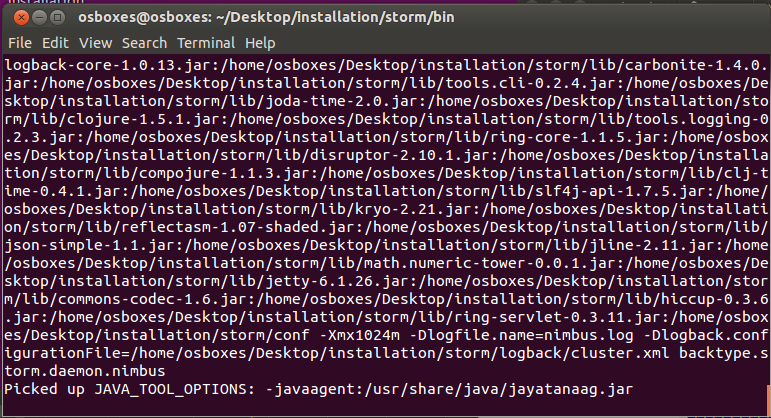 osboxes@osboxes: ~/Desktop/installation/storm/bin
File Edit View Search Terminal Help
logback-core-1.0.13.jar:/home/osboxes/Desktop/installation/storm/lib/carbonite-1.4.0.
jar:/home/osboxes/Desktop/installation/storm/lib/tools.cli-0.2.4.jar:/home/osboxes/De
sktop/installation/storm/lib/joda-time-2.0.jar:/home/osboxes/Desktop/installation/sto
rm/lib/clojure-1.5.1.jar:/home/osboxes/Desktop/installation/storm/lib/tools.logging-0
.2.3.jar:/home/osboxes/Desktop/installation/storm/lib/ring-core-1.1.5.jar:/home/osbox
es/Desktop/installation/storm/lib/disruptor-2.10.1.jar:/home/osboxes/Desktop/installa
tion/storm/lib/compojure-1.1.3.jar:/home/osboxes/Desktop/installation/storm/lib/clj-t
ime-0.4.1.jar:/home/osboxes/Desktop/installation/storm/lib/slf4j-api-1.7.5.jar:/home/
osboxes/Desktop/installation/storm/lib/kryo-2.21.jar:/home/osboxes/Desktop/installati
on/storm/lib/reflectasm-1.07-shaded.jar:/home/osboxes/Desktop/installation/storm/lib/
json-simple-1.1.jar:/home/osboxes/Desktop/installation/storm/lib/jline-2.11.jar:/home
/osboxes/Desktop/installation/storm/lib/math.numeric-tower-0.0.1.jar:/home/osboxes/De
sktop/installation/storm/lib/jetty-6.1.26.jar:/home/osboxes/Desktop/installation/stor
m/lib/commons-codec-1.6.jar:/home/osboxes/Desktop/installation/storm/lib/hiccup-0.3.6
.jar:/home/osboxes/Desktop/installation/storm/lib/ring-servlet-0.3.11.jar:/home/osbox
es/Desktop/installation/storm/conf -Xmx1024m -Dlogfile.name=nimbus.log -Dlogback.conf
igurationFile=/home/osboxes/Desktop/installation/storm/logback/cluster.xml backtype.s
torm.daemon.nimbus
Picked up JAVA_TOOL_OPTIONS: -javaagent:/usr/share/java/jayatanaag.jar